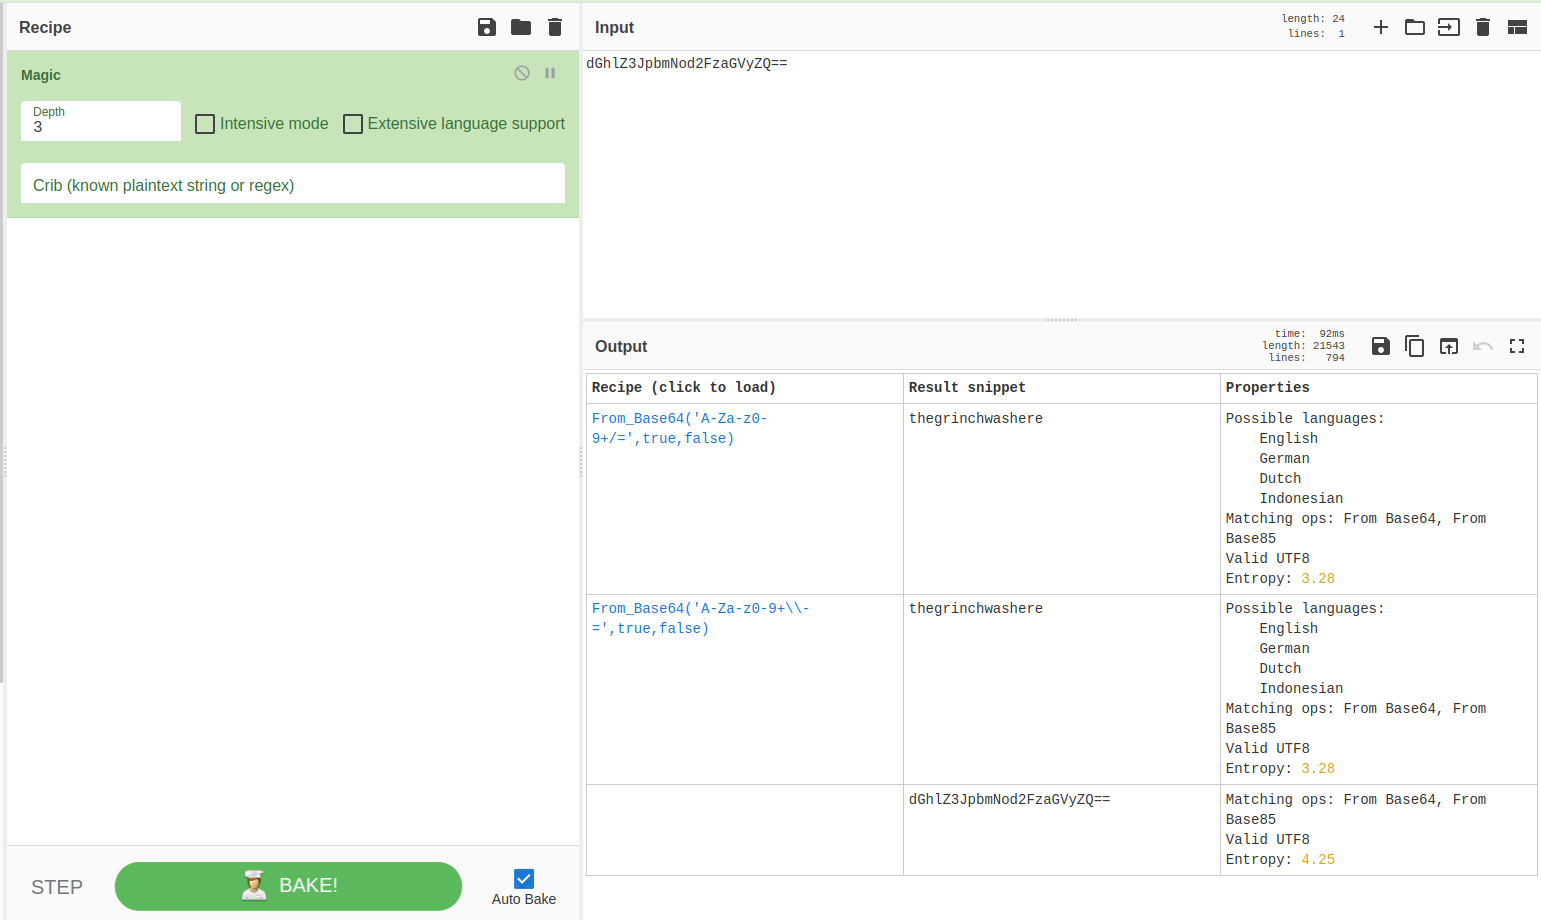 Recipe
Magic
Depth
3
Intensive mode
Extensive language support
Crib (known plaintext string or regex)
STEP
BAKE!
Auto Bake
Input
length: 24
lines: 1
dGhlZ3JpbmNod2FzaGVyZQ==
Output
time: 92ms
length: 21543
lines: 794
Recipe (click to load)
Result snippet
Properties
From_Base64('A-Za-z0-
9+/=',true,false)
thegrinchwashere
Possible languages:
English
German
Dutch
Indonesian
Matching ops: From Base64, From
Base85
Valid UTF8
Entropy: 3.28
From_Base64('A-Za-z0-9+\\-
=',true,false)
thegrinchwashere
Possible languages:
English
German
Dutch
Indonesian
Matching ops: From Base64, From
Base85
Valid UTF8
Entropy: 3.28
dGhlZ3JpbmNod2FzaGVyZQ==
Matching ops: From Base64, From
Base85
Valid UTF8
Entropy: 4.25